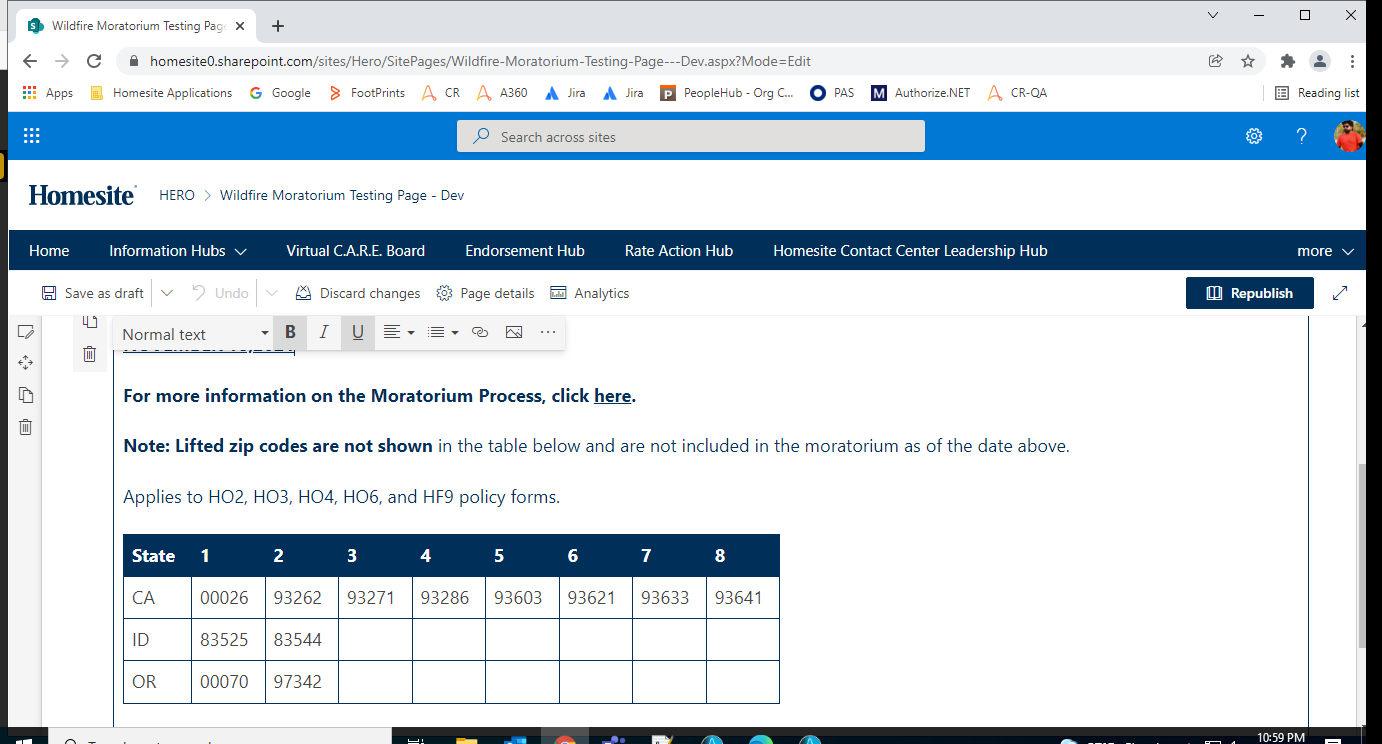 Wildfire Moratorium Testing Pag
homesite0.sharepoint.com/sites/Hero/SitePages/Wildfire-Moratorium-Testing-Page---Dev.aspx?Mode=Edit
Apps Homesite Applications Google FootPrints CR A360 Jira Jira PeopleHub - Org C... PAS Authorize.NET CR-QA Reading list
Search across sites
Homesite HERO > Wildfire Moratorium Testing Page - Dev
Home Information Hubs Virtual C.A.R.E. Board Endorsement Hub Rate Action Hub Homesite Contact Center Leadership Hub more
Save as draft Undo Discard changes Page details Analytics Republish
Normal text B I U ...
For more information on the Moratorium Process, click here.
Note: Lifted zip codes are not shown in the table below and are not included in the moratorium as of the date above.
Applies to HO2, HO3, HO4, HO6, and HF9 policy forms.
State 1 2 3 4 5 6 7 8
CA 00026 93262 93271 93286 93603 93621 93633 93641
ID 83525 83544
OR 00070 97342
10:59 PM